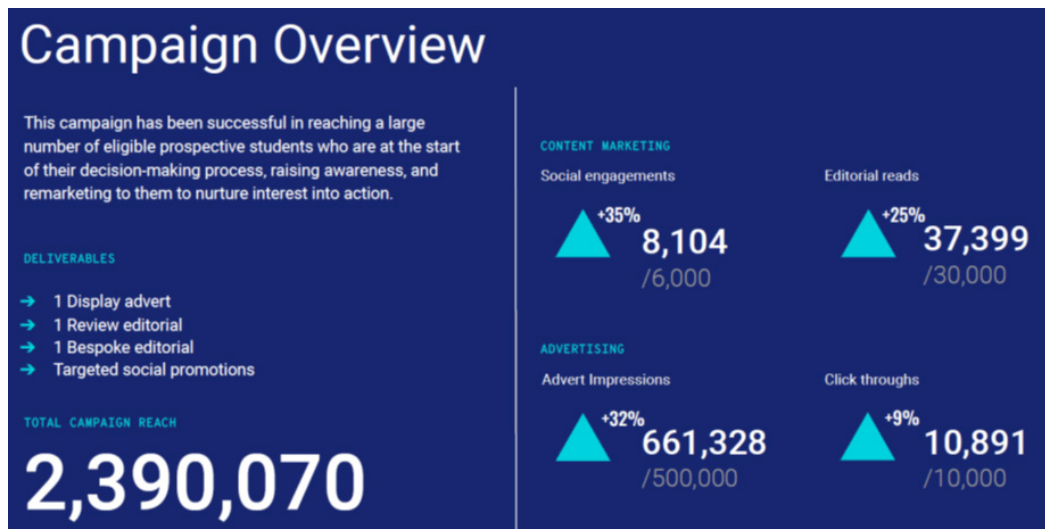 Campaign Overview
This campaign has been successful in reaching a large
number of eligible prospective students who are at the start
of their decision-making process, raising awareness, and
remarketing to them to nurture interest into action.
DELIVERABLES
→ 1 Display advert
→ 1 Review editorial
→ 1 Bespoke editorial
→ Targeted social promotions
TOTAL CAMPAIGN REACH
2,390,070
CONTENT MARKETING
Social engagements
+35%
8,104
/6,000
Editorial reads
+25%
37,399
/30,000
ADVERTISING
Advert Impressions
+32%
661,328
/500,000
Click throughs
+9%
10,891
/10,000